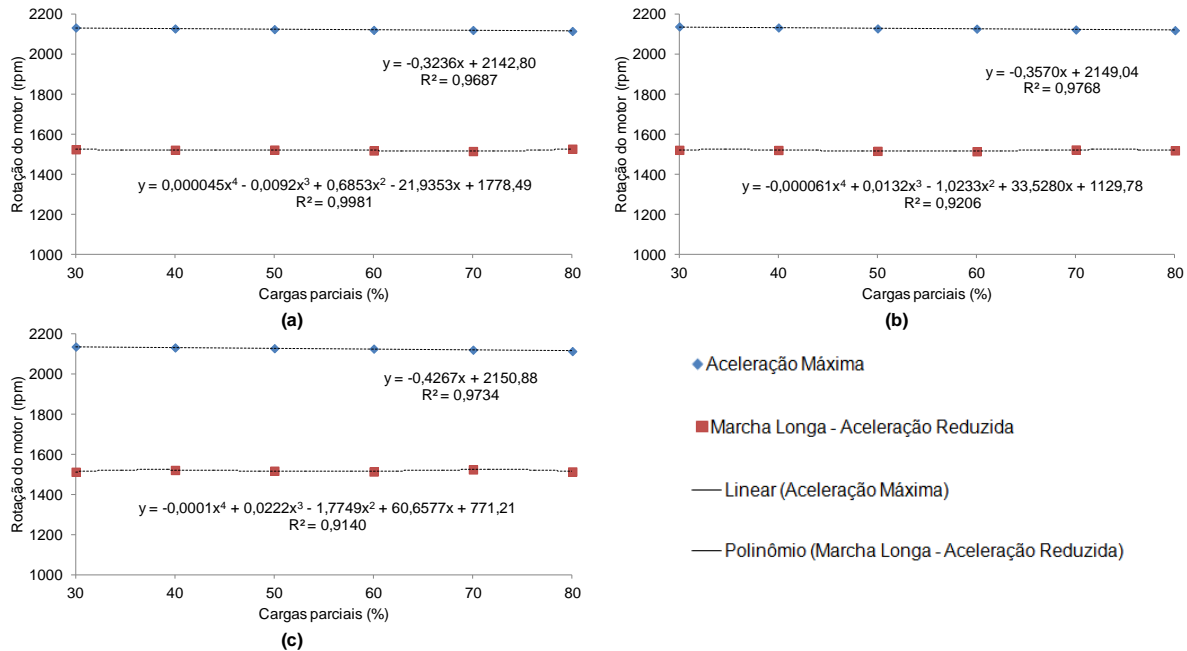 2200
2000
1800
1600
1400
1200
1000
Rotação do motor (rpm)
y = -0,3236x + 2142,80
R² = 0,9687
y = 0,000045x⁴ - 0,0092x³ + 0,6853x² - 21,9353x + 1778,49
R² = 0,9981
30 40 50 60 70 80
Cargas parciais (%)
(a)
2200
2000
1800
1600
1400
1200
1000
Rotação do motor (rpm)
y = -0,3570x + 2149,04
R² = 0,9768
y = -0,000061x⁴ + 0,0132x³ - 1,0233x² + 33,5280x + 1129,78
R² = 0,9206
30 40 50 60 70 80
Cargas parciais (%)
(b)
2200
2000
1800
1600
1400
1200
1000
Rotação do motor (rpm)
y = -0,4267x + 2150,88
R² = 0,9734
y = -0,0001x⁴ + 0,0222x³ - 1,7749x² + 60,6577x + 771,21
R² = 0,9140
30 40 50 60 70 80
Cargas parciais (%)
(c)
Aceleração Máxima
Marcha Longa - Aceleração Reduzida
Linear (Aceleração Máxima)
Polinômio (Marcha Longa - Aceleração Reduzida)